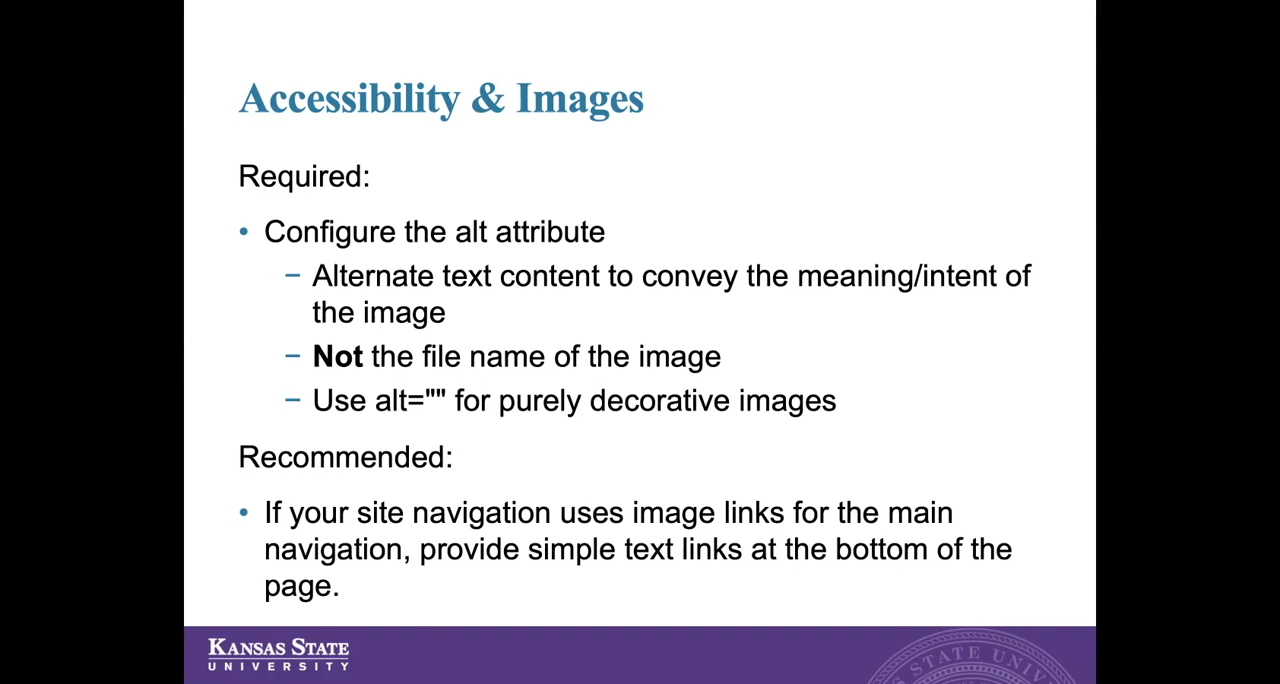 Accessibility & Images
Required:
• Configure the alt attribute
– Alternate text content to convey the meaning/intent of
the image
– Not the file name of the image
– Use alt="" for purely decorative images
Recommended:
• If your site navigation uses image links for the main
navigation, provide simple text links at the bottom of the
page.
KANSAS STATE
UNIVERSITY
STATE UNIV